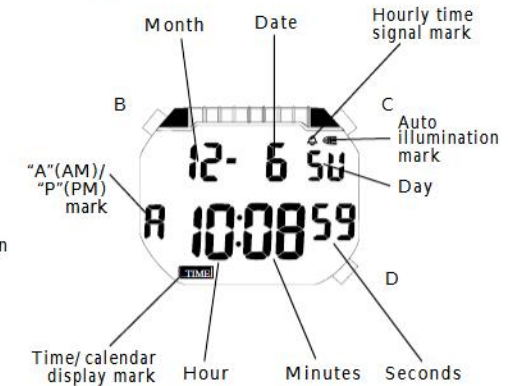 Month
Date
Hourly time
signal mark
B
C
Auto
illumination
mark
12- 6 SU
"A"(AM)/
"P"(PM)
mark
Day
A 10:08 59
n
TIME
D
Time/calendar
display mark
Hour
Minutes
Seconds